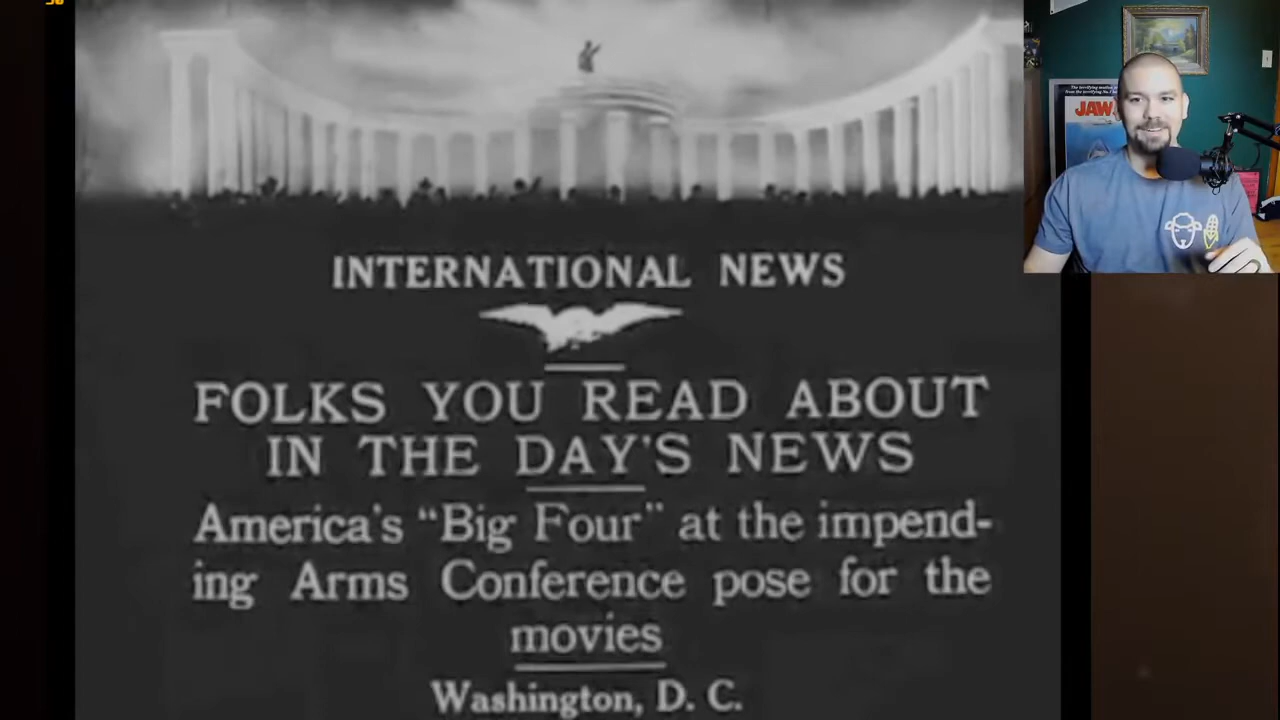 INTERNATIONAL NEWS
FOLKS YOU READ ABOUT
IN THE DAY'S NEWS
America's "Big Four" at the impend-
ing Arms Conference pose for the
movies
Washington, D. C.
JAW